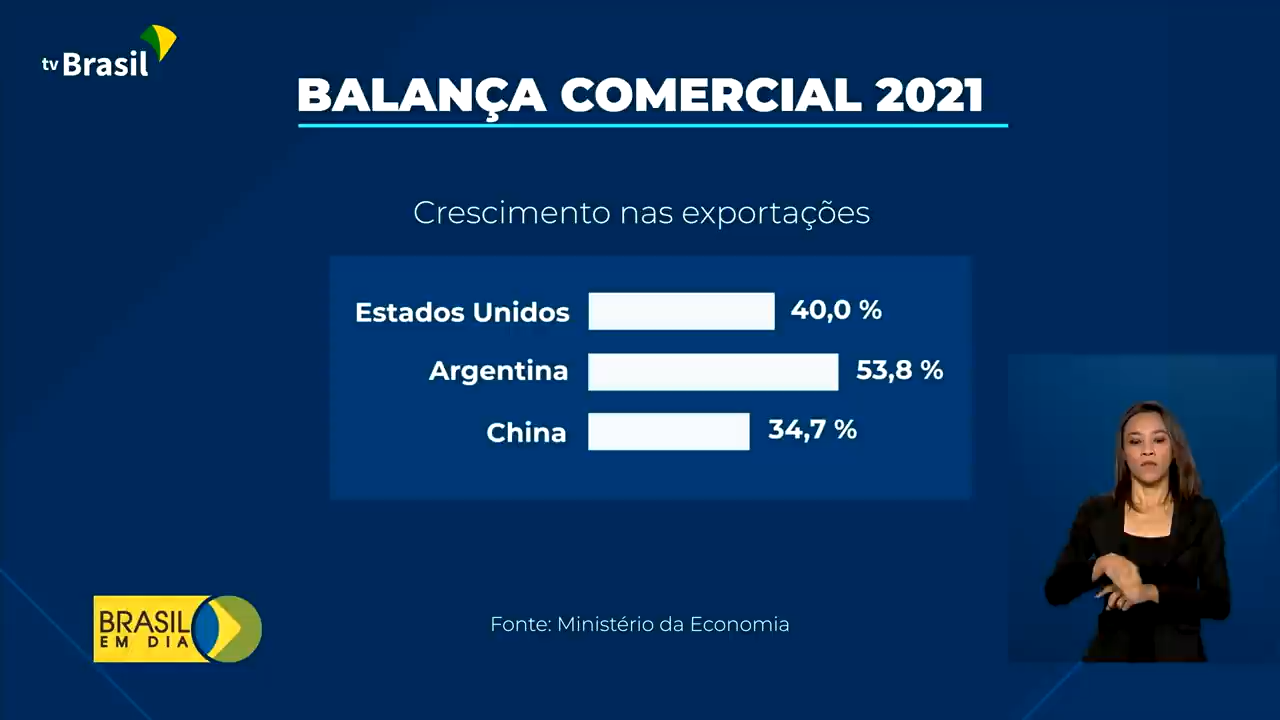 tv Brasil
BALANÇA COMERCIAL 2021
Crescimento nas exportações
Estados Unidos 40,0 %
Argentina 53,8 %
China 34,7 %
BRASIL
EM DIA
Fonte: Ministério da Economia